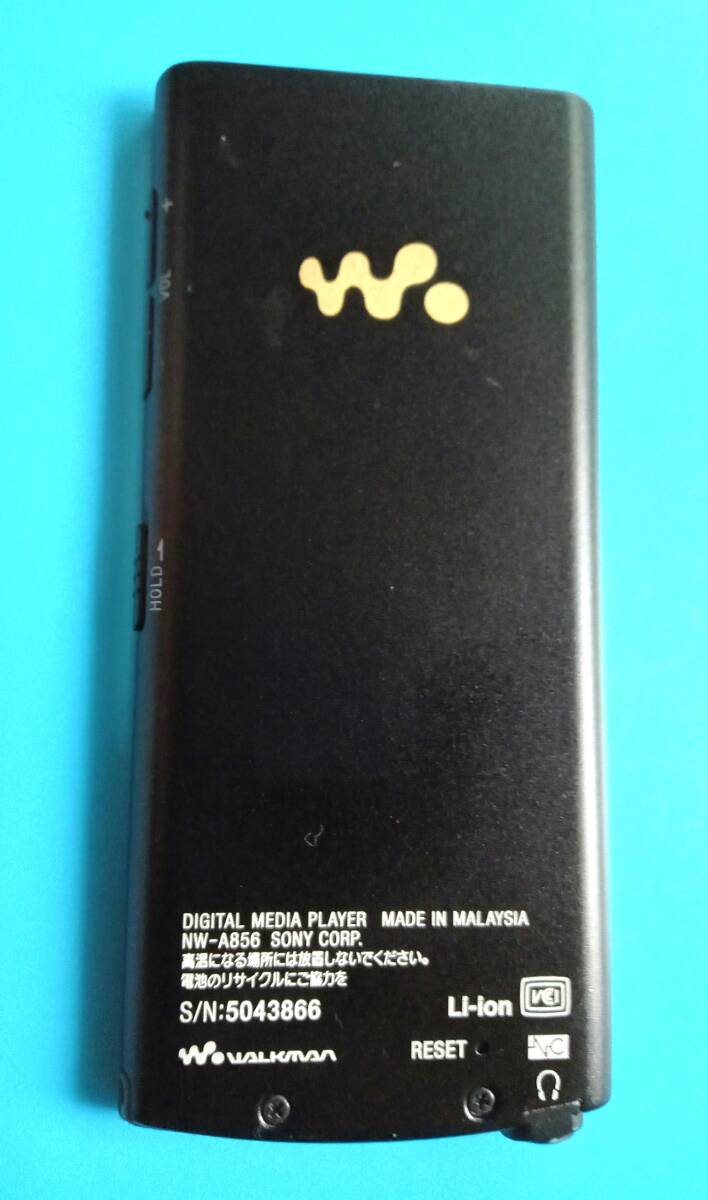 +
VOL
HOLD
DIGITAL MEDIA PLAYER MADE IN MALAYSIA
NW-A856 SONY CORP.
高温になる場所には放置しないでください。
電池のリサイクルにご協力を
S/N:5043866 Li-ion VCI
W. WALKMAN RESET NC